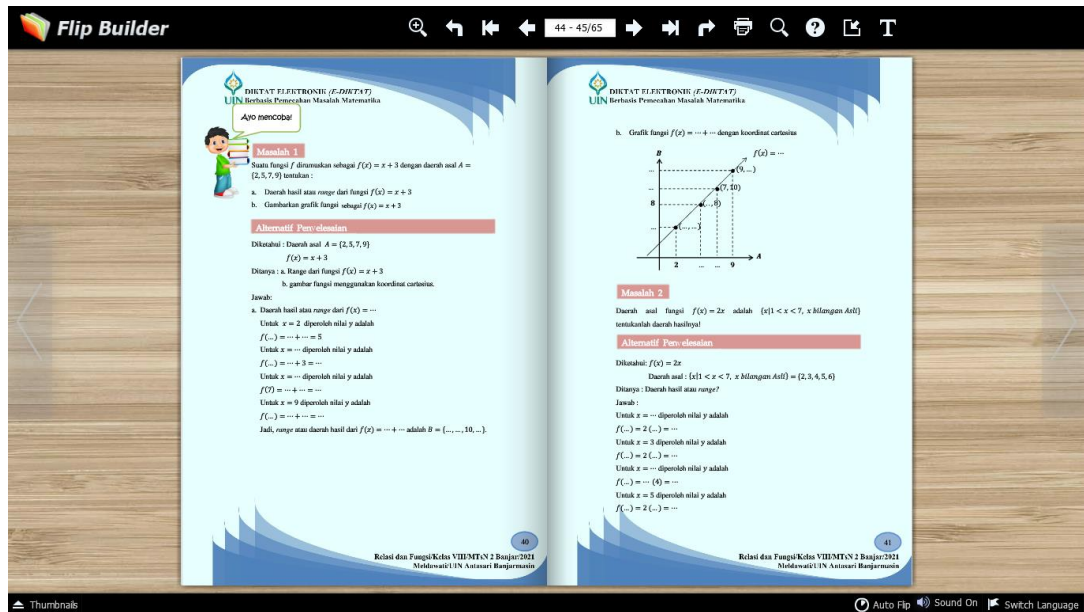 Flip Builder
44 - 45/65
?
T
DIKTAT ELEKTRONIK (E-DIKTAT)
UIN Berbasis Pemecahan Masalah Matematika
Ayo mencoba!
Masalah 1
Suatu fungsi f dirumuskan sebagai f(x) = x + 3 dengan daerah asal A =
{2, 5, 7, 9} tentukan :
a. Daerah hasil atau range dari fungsi f(x) = x + 3
b. Gambarkan grafik fungsi sebagai f(x) = x + 3
Alternatif Penyelesaian
Diketahui : Daerah asal A = {2, 5, 7, 9}
f(x) = x + 3
Ditanya : a. Range dari fungsi f(x) = x + 3
b. gambar fungsi menggunakan koordinat cartesius.
Jawab:
a. Daerah hasil atau range dari f(x) = ⋯
Untuk x = 2 diperoleh nilai y adalah
f(…) = ⋯ + ⋯ = 5
Untuk x = ⋯ diperoleh nilai y adalah
f(…) = ⋯ + 3 = ⋯
Untuk x = ⋯ diperoleh nilai y adalah
f(7) = ⋯ + ⋯ = ⋯
Untuk x = 9 diperoleh nilai y adalah
f(…) = ⋯ + ⋯ = ⋯
Jadi, range atau daerah hasil dari f(x) = ⋯ + ⋯ adalah B = {…, …, 10, …}.
40
Relasi dan Fungsi/Kelas VIII/MTsN 2 Banjar/2021
Meldawati/UIN Antasari Banjarmasin
DIKTAT ELEKTRONIK (E-DIKTAT)
UIN Berbasis Pemecahan Masalah Matematika
b. Grafik fungsi f(x) = ⋯ + ⋯ dengan koordinat cartesius
B
f(x) = ⋯
… (9, …)
… (7, 10)
8 (…, 8)
… (…, …)
A
2 … … 9
Masalah 2
Daerah asal fungsi f(x) = 2x adalah {x|1 < x < 7, x bilangan Asli}
tentukanlah daerah hasilnya!
Alternatif Penyelesaian
Diketahui: f(x) = 2x
Daerah asal : {x|1 < x < 7, x bilangan Asli} = {2, 3, 4, 5, 6}
Ditanya : Daerah hasil atau range?
Jawab :
Untuk x = ⋯ diperoleh nilai y adalah
f(…) = 2 (…) = ⋯
Untuk x = 3 diperoleh nilai y adalah
f(…) = 2 (…) = ⋯
Untuk x = ⋯ diperoleh nilai y adalah
f(…) = ⋯ (4) = ⋯
Untuk x = 5 diperoleh nilai y adalah
f(…) = 2 (…) = ⋯
41
Relasi dan Fungsi/Kelas VIII/MTsN 2 Banjar/2021
Meldawati/UIN Antasari Banjarmasin
Thumbnails
Auto Flip
Sound On
Switch Language